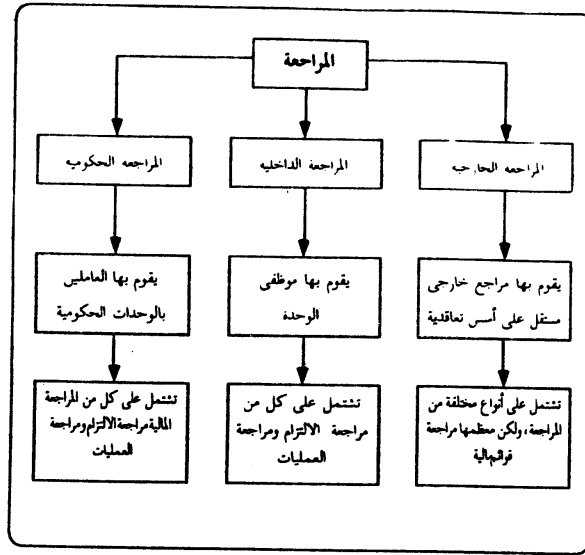 المراجعة
المراجعه الخارجيه
المراجعة الداخليه
المراجعه الحكوميه
يقوم بها مراجع خارجى
مستقل على أسس تعاقدية
يقوم بها موظفى
الوحدة
يقوم بها العاملين
بالوحدات الحكومية
تشتمل على أنواع مختلفة من
المراجعة، ولكن معظمها مراجعة
قوائم مالية
تشتمل على كل من
مراجعة الالتزام ومراجعة
العمليات
تشتمل على كل من المراجعة
المالية مراجعة الالتزام ومراجعة
العمليات